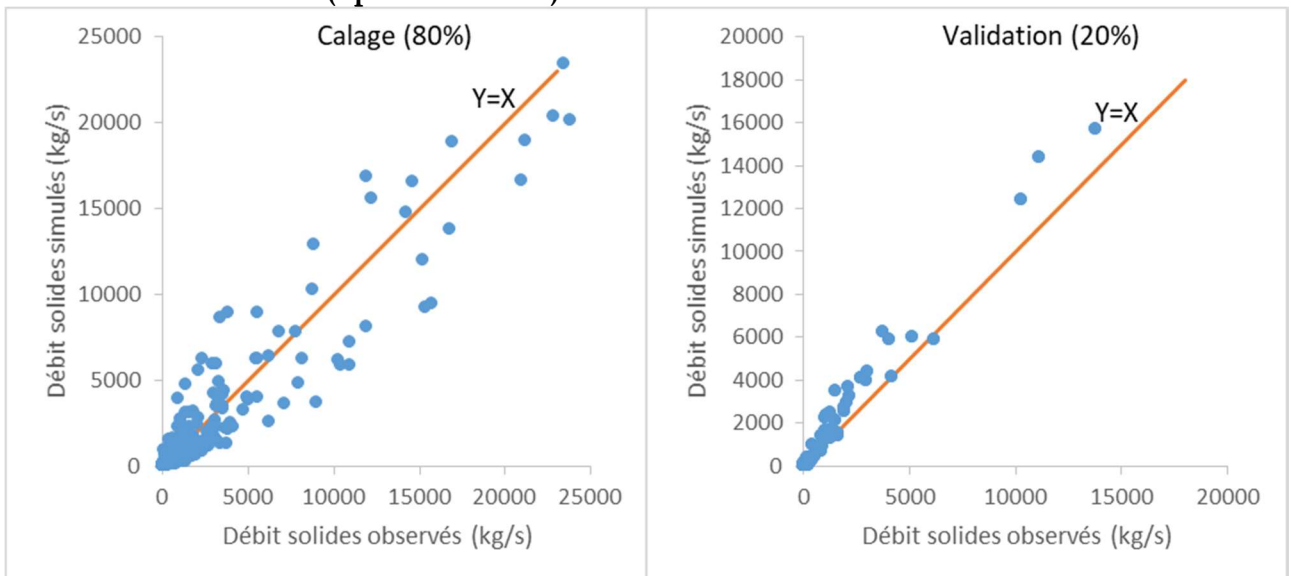 Calage (80%)
25000
20000
15000
10000
5000
0
Y=X
Débit solides simulés (kg/s)
0 5000 10000 15000 20000 25000
Débit solides observés (kg/s)
Validation (20%)
20000
18000
16000
14000
12000
10000
8000
6000
4000
2000
0
Y=X
Débit solides simulés (kg/s)
0 5000 10000 15000 20000
Débit solides observés (kg/s)